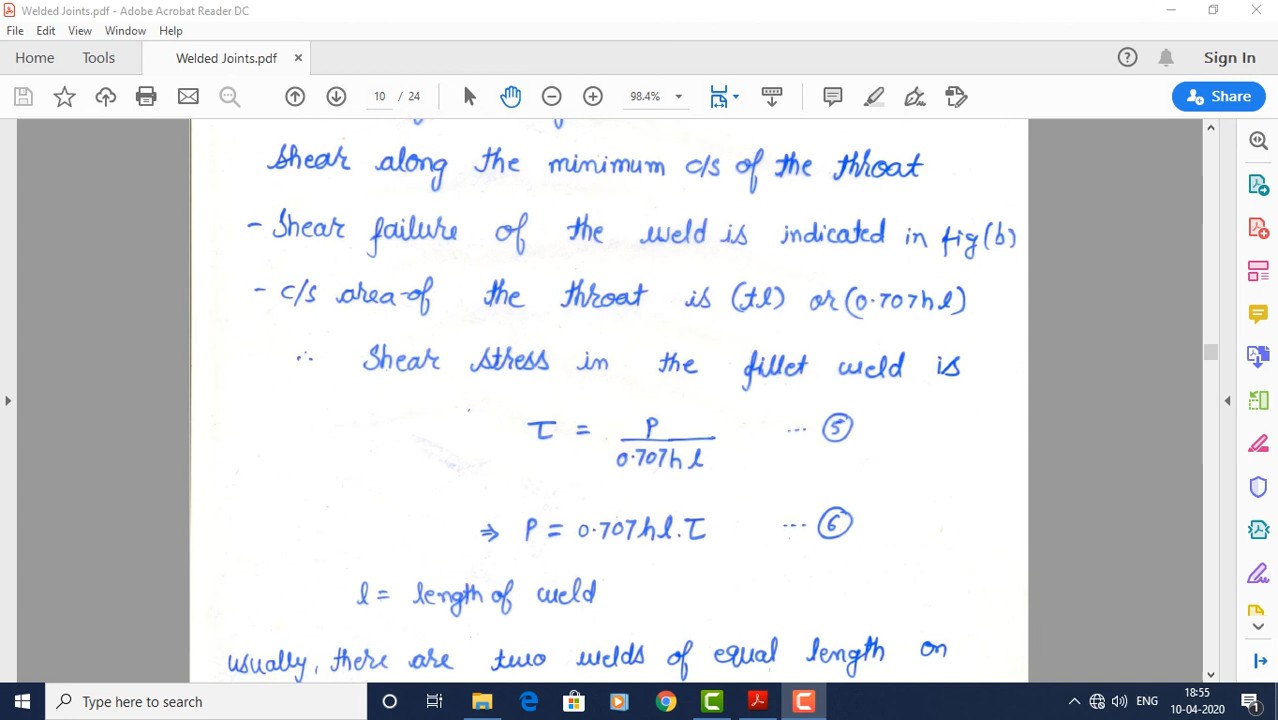 Welded Joints.pdf - Adobe Acrobat Reader DC
File Edit View Window Help
Home Tools Welded Joints.pdf × Sign In
10 / 24 98.4% Share
shear along the minimum c/s of the throat
- Shear failure of the weld is indicated in fig(b)
- c/s area of the throat is (tl) or (0.707hl)
∴ Shear stress in the fillet weld is
τ = P / 0.707hl ... ⑤
⇒ P = 0.707hl.τ ... ⑥
l = length of weld
usually, there are two welds of equal length on
Type here to search
ENG
18:55
10-04-2020
1